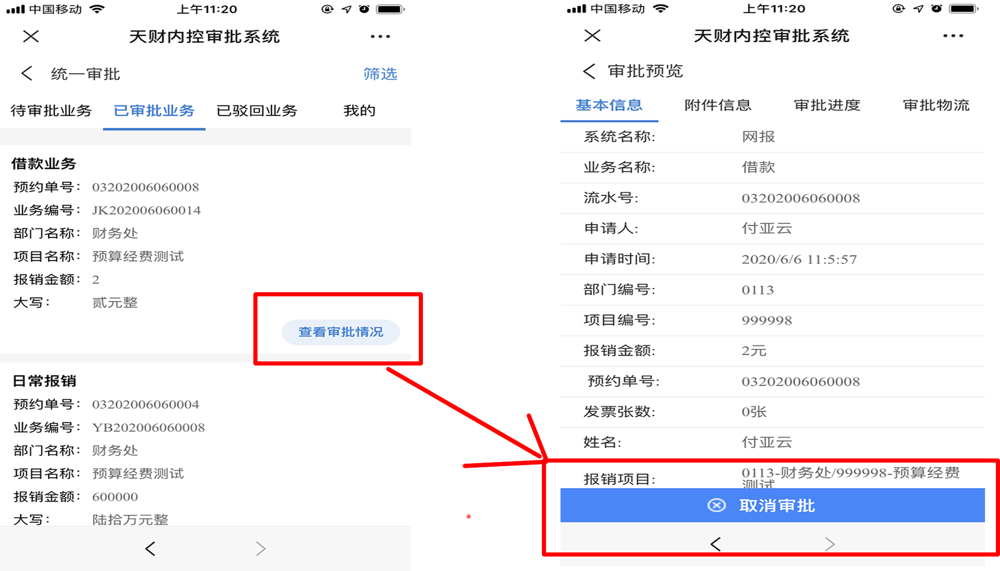 中国移动
上午11:20
天财内控审批系统
统一审批
筛选
待审批业务
已审批业务
已驳回业务
我的
借款业务
预约单号： 03202006060008
业务编号： JK202006060014
部门名称： 财务处
项目名称： 预算经费测试
报销金额： 2
大写： 贰元整
查看审批情况
日常报销
预约单号： 03202006060004
业务编号： YB202006060008
部门名称： 财务处
项目名称： 预算经费测试
报销金额： 600000
大写： 陆拾万元整
中国移动
上午11:20
天财内控审批系统
审批预览
基本信息
附件信息
审批进度
审批物流
系统名称: 网报
业务名称: 借款
流水号: 03202006060008
申请人: 付亚云
申请时间: 2020/6/6 11:5:57
部门编号: 0113
项目编号: 999998
报销金额: 2元
预约单号: 03202006060008
发票张数: 0张
姓名: 付亚云
报销项目: 0113-财务处/999998-预算经费
测试
取消审批